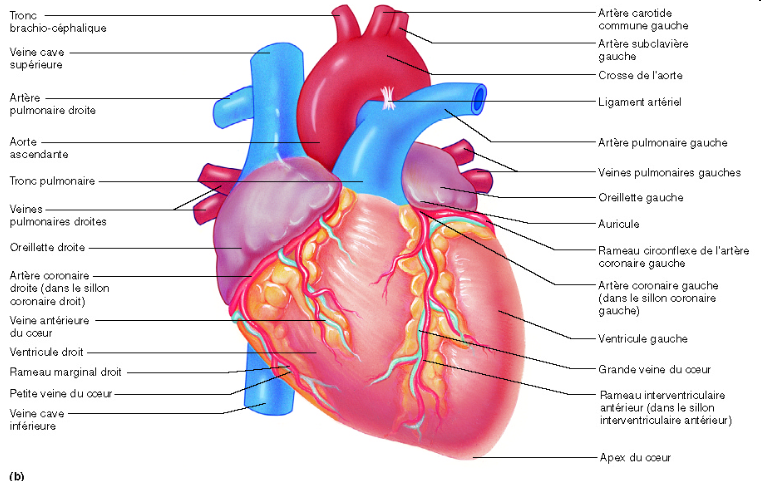 Tronc
brachio-céphalique
Veine cave
supérieure
Artère
pulmonaire droite
Aorte
ascendante
Tronc pulmonaire
Veines
pulmonaires droites
Oreillette droite
Artère coronaire
droite (dans le sillon
coronaire droit)
Veine antérieure
du cœur
Ventricule droit
Rameau marginal droit
Petite veine du cœur
Veine cave
inférieure
(b)
Artère carotide
commune gauche
Artère subclavière
gauche
Crosse de l'aorte
Ligament artériel
Artère pulmonaire gauche
Veines pulmonaires gauches
Oreillette gauche
Auricule
Rameau circonflexe de l'artère
coronaire gauche
Artère coronaire gauche
(dans le sillon coronaire
gauche)
Ventricule gauche
Grande veine du cœur
Rameau interventriculaire
antérieur (dans le sillon
interventriculaire antérieur)
Apex du cœur